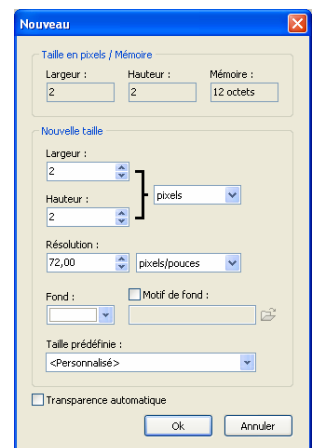 Nouveau
Taille en pixels / Mémoire
Largeur : Hauteur : Mémoire :
2 2 12 octets
Nouvelle taille
Largeur :
2
pixels
Hauteur :
2
Résolution :
72,00 pixels/pouces
Fond : Motif de fond :
Taille prédéfinie :
<Personnalisé>
Transparence automatique
Ok Annuler